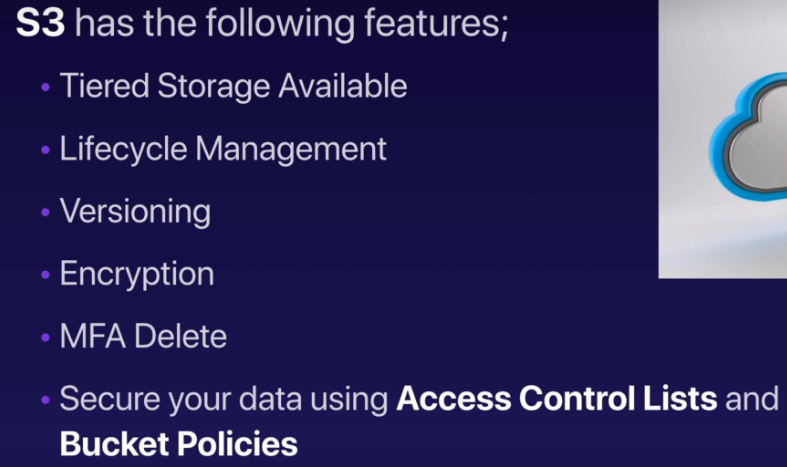 S3 has the following features;
• Tiered Storage Available
• Lifecycle Management
• Versioning
• Encryption
• MFA Delete
• Secure your data using Access Control Lists and
Bucket Policies